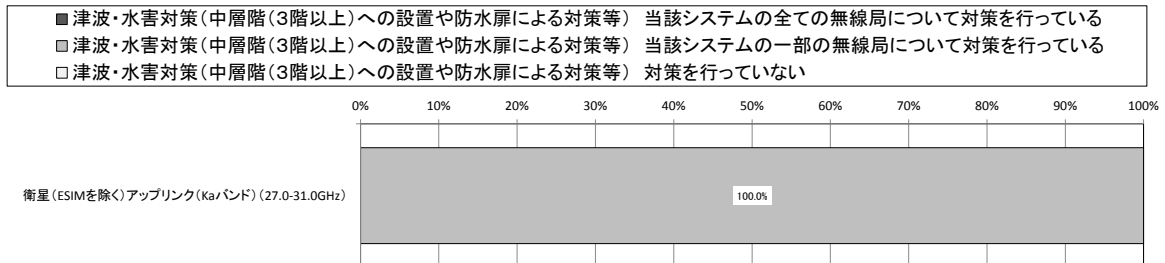 ■津波・水害対策（中層階（3階以上）への設置や防水扉による対策等） 当該システムの全ての無線局について対策を行っている
■津波・水害対策（中層階（3階以上）への設置や防水扉による対策等） 当該システムの一部の無線局について対策を行っている
□津波・水害対策（中層階（3階以上）への設置や防水扉による対策等） 対策を行っていない
0% 10% 20% 30% 40% 50% 60% 70% 80% 90% 100%
衛星（ESIMを除く）アップリンク（Kaバンド）（27.0-31.0GHz） 100.0%